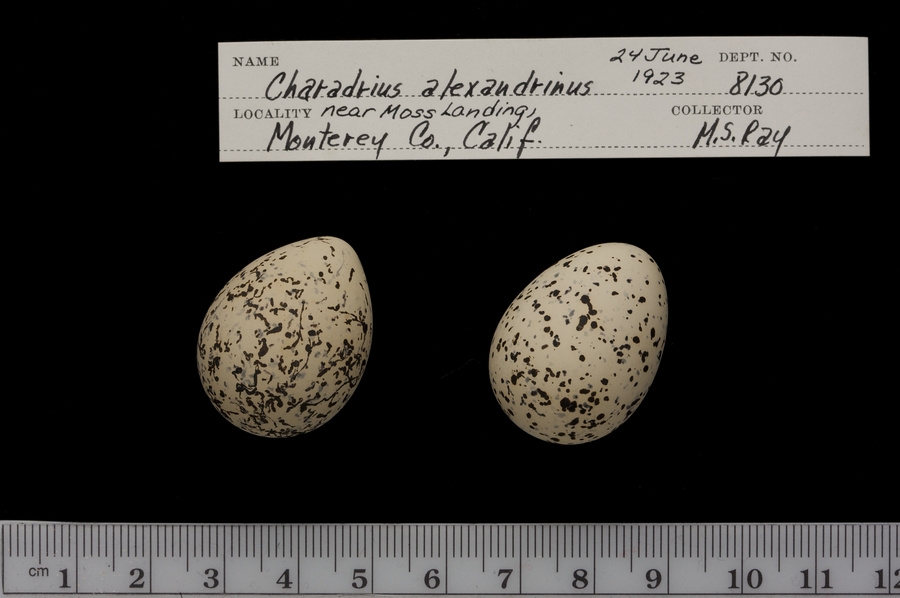 NAME 24 June DEPT. NO.
Charadrius alexandrinus 1923 8130
LOCALITY near Moss Landing, COLLECTOR
Monterey Co., Calif. M.S. Ray
cm 1 2 3 4 5 6 7 8 9 10 11 12